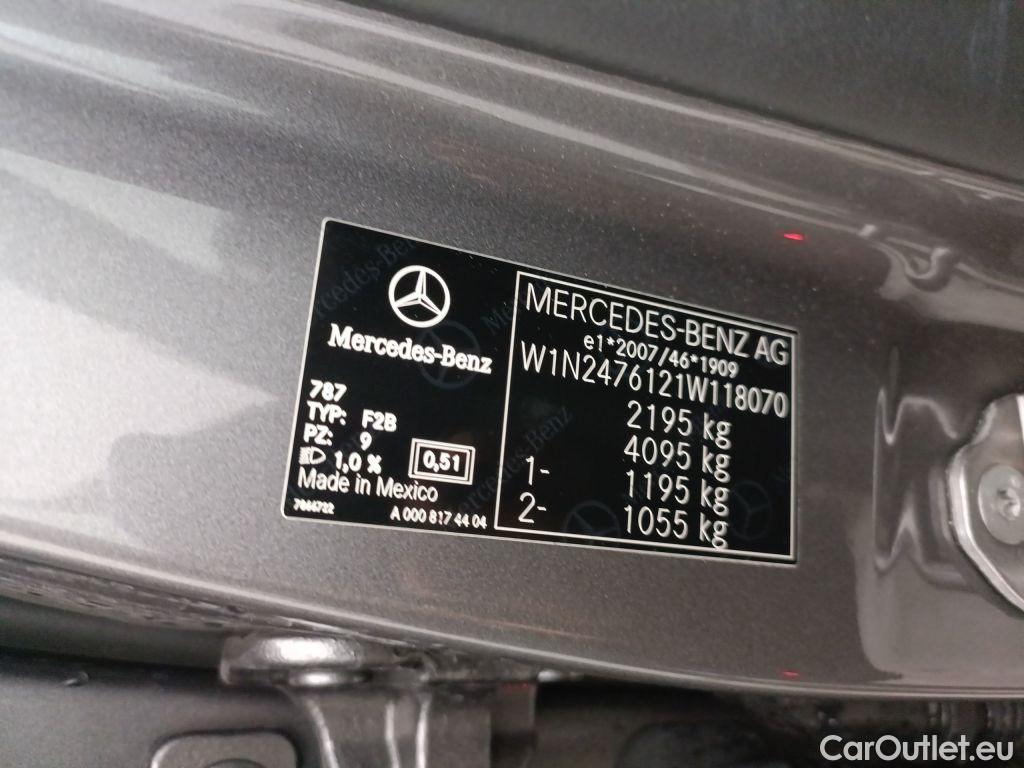 Mercedes-Benz
787
TYP: F2B
PZ: 9
1,0 %
0,51
Made in Mexico
7866722
A 000 817 44 04
MERCEDES-BENZ AG
e1*2007/46*1909
W1N2476121W118070
2195 kg
4095 kg
1- 1195 kg
2- 1055 kg
CarOutlet.eu